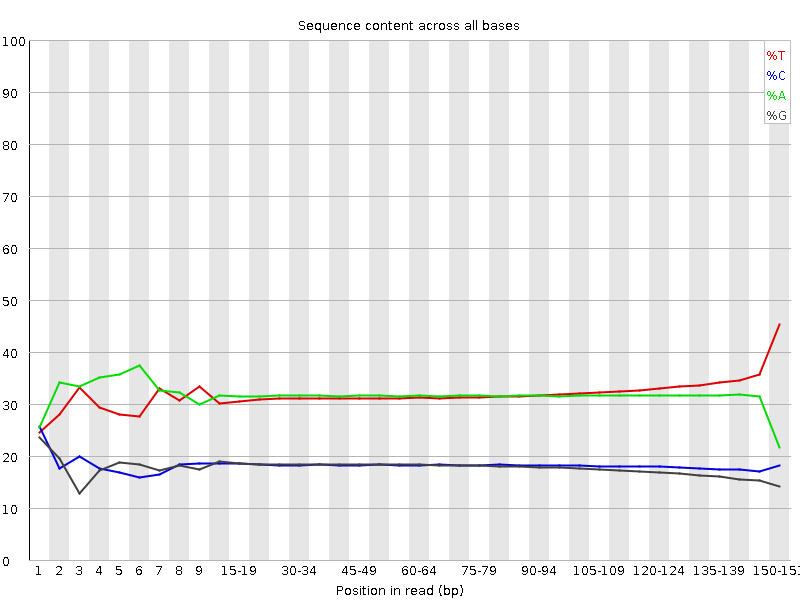 Sequence content across all bases
100
90
80
70
60
50
40
30
20
10
0
%T
%C
%A
%G
1 2 3 4 5 6 7 8 9 15-19 30-34 45-49 60-64 75-79 90-94 105-109 120-124 135-139 150-151
Position in read (bp)